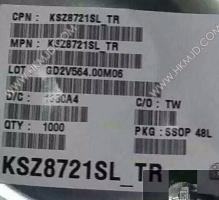 CPN : KSZ8721SL_TR
MPN : KSZ8721SL_TR
LOT : GD2V564.00M06
D/C :
C/O : TW
QTY : 1000
PKG : SSOP 48L
KSZ8721SL_TR